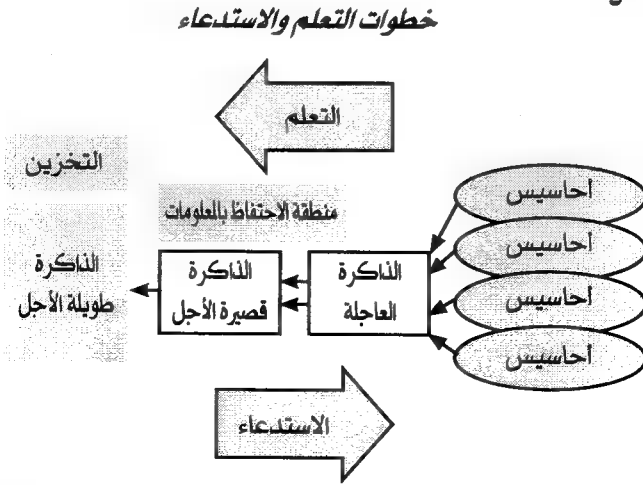 خطوات التعلم والاستدعاء
التعلم
التخزين
منطقة الاحتفاظ بالعلومات
أحاسيس
أحاسيس
أحاسيس
أحاسيس
الذاكرة
العاجلة
الذاكرة
قصيرة الأجل
الذاكرة
طويلة الأجل
الاستدعاء